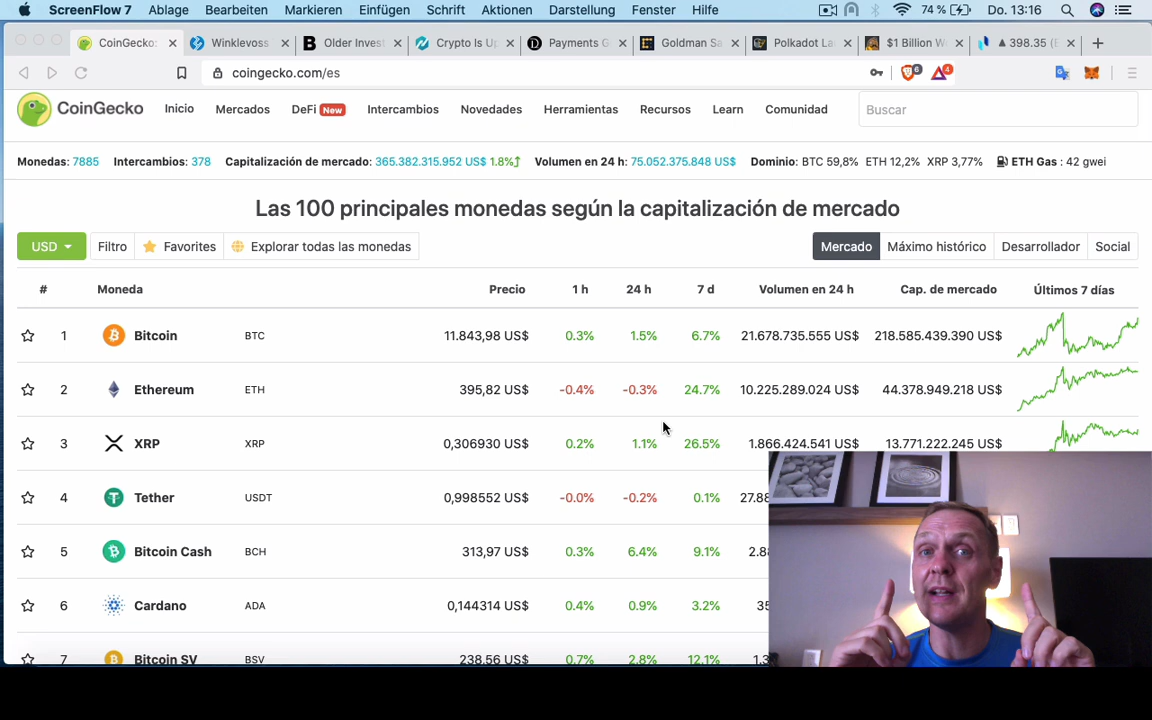 ScreenFlow 7 Ablage Bearbeiten Markieren Einfügen Schrift Aktionen Darstellung Fenster Hilfe 74 % Do. 13:16
CoinGecko: Winklevoss Older Invest Crypto Is Up Payments G Goldman Sa Polkadot La $1 Billion W 398.35 (
coingecko.com/es 6 4
CoinGecko Inicio Mercados DeFi New Intercambios Novedades Herramientas Recursos Learn Comunidad Buscar
Monedas: 7885 Intercambios: 378 Capitalización de mercado: 365.382.315.952 US$ 1.8% Volumen en 24 h: 75.052.375.848 US$ Dominio: BTC 59,8% ETH 12,2% XRP 3,77% ETH Gas : 42 gwei
Las 100 principales monedas según la capitalización de mercado
USD Filtro Favorites Explorar todas las monedas Mercado Máximo histórico Desarrollador Social
# Moneda Precio 1 h 24 h 7 d Volumen en 24 h Cap. de mercado Últimos 7 días
1 Bitcoin BTC 11.843,98 US$ 0.3% 1.5% 6.7% 21.678.735.555 US$ 218.585.439.390 US$
2 Ethereum ETH 395,82 US$ -0.4% -0.3% 24.7% 10.225.289.024 US$ 44.378.949.218 US$
3 XRP XRP 0,306930 US$ 0.2% 1.1% 26.5% 1.866.424.541 US$ 13.771.222.245 US$
4 Tether USDT 0,998552 US$ -0.0% -0.2% 0.1% 27.88
5 Bitcoin Cash BCH 313,97 US$ 0.3% 6.4% 9.1% 2.8
6 Cardano ADA 0,144314 US$ 0.4% 0.9% 3.2% 35
7 Bitcoin SV BSV 238,56 US$ 0.7% 2.8% 12.1% 1.3